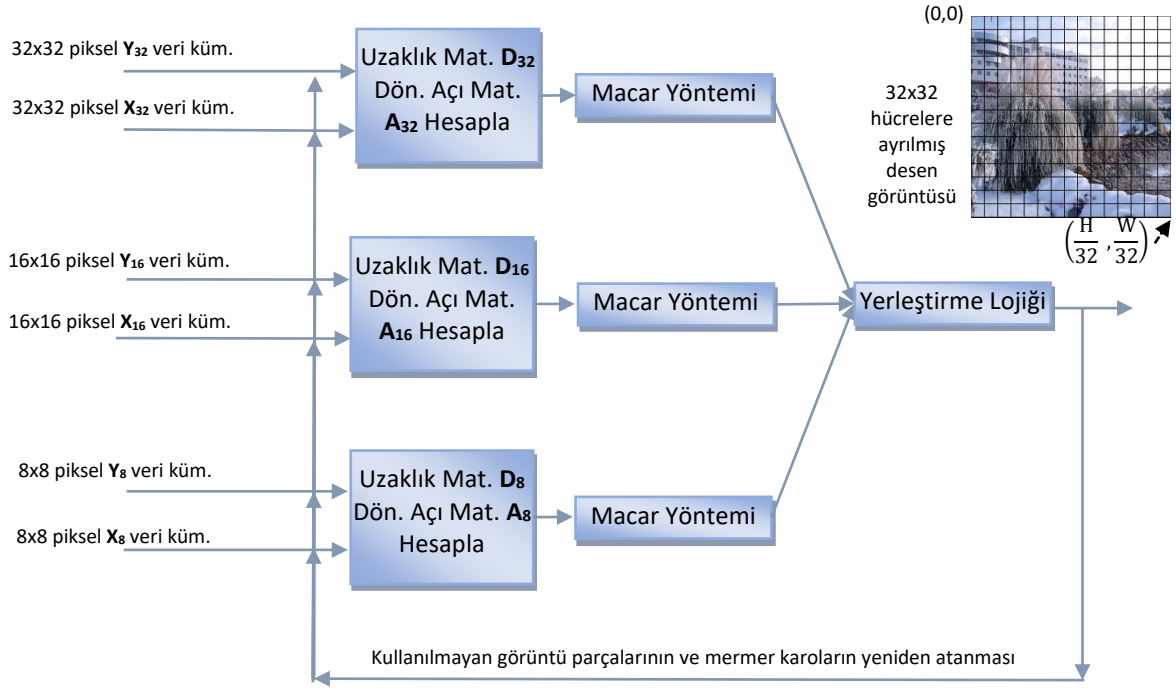 (0,0)
32x32 piksel Y₃₂ veri küm.
32x32 piksel X₃₂ veri küm.
Uzaklık Mat. D₃₂
Dön. Açı Mat.
A₃₂ Hesapla
Macar Yöntemi
32x32
hücrelere
ayrılmış
desen
görüntüsü
(H/32 , W/32)
16x16 piksel Y₁₆ veri küm.
16x16 piksel X₁₆ veri küm.
Uzaklık Mat. D₁₆
Dön. Açı Mat.
A₁₆ Hesapla
Macar Yöntemi
Yerleştirme Lojiği
8x8 piksel Y₈ veri küm.
8x8 piksel X₈ veri küm.
Uzaklık Mat. D₈
Dön. Açı Mat. A₈
Hesapla
Macar Yöntemi
Kullanılmayan görüntü parçalarının ve mermer karoların yeniden atanması